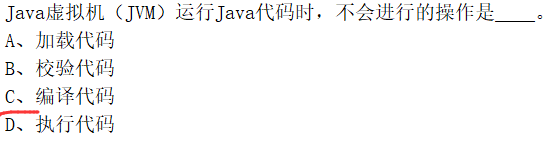 Java虚拟机（JVM）运行Java代码时，不会进行的操作是____。
A、加载代码
B、校验代码
C、编译代码
D、执行代码